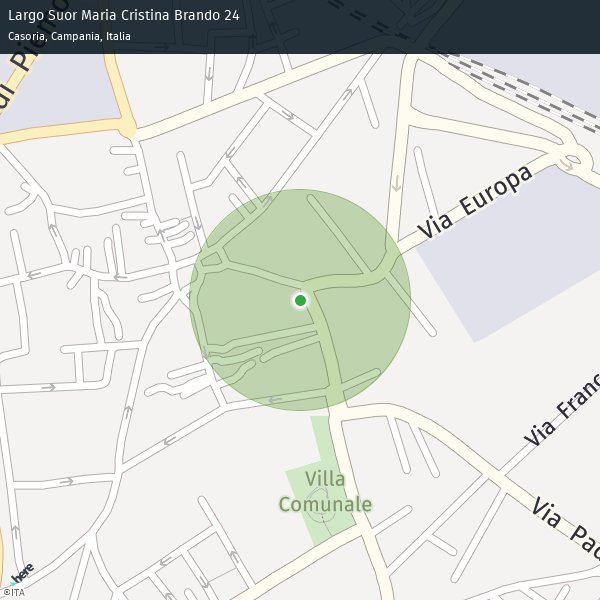 Largo Suor Maria Cristina Brando 24
Casoria, Campania, Italia
di
Via Europa
Via Franc
Villa
Comunale
Via Pad
here
©ITA